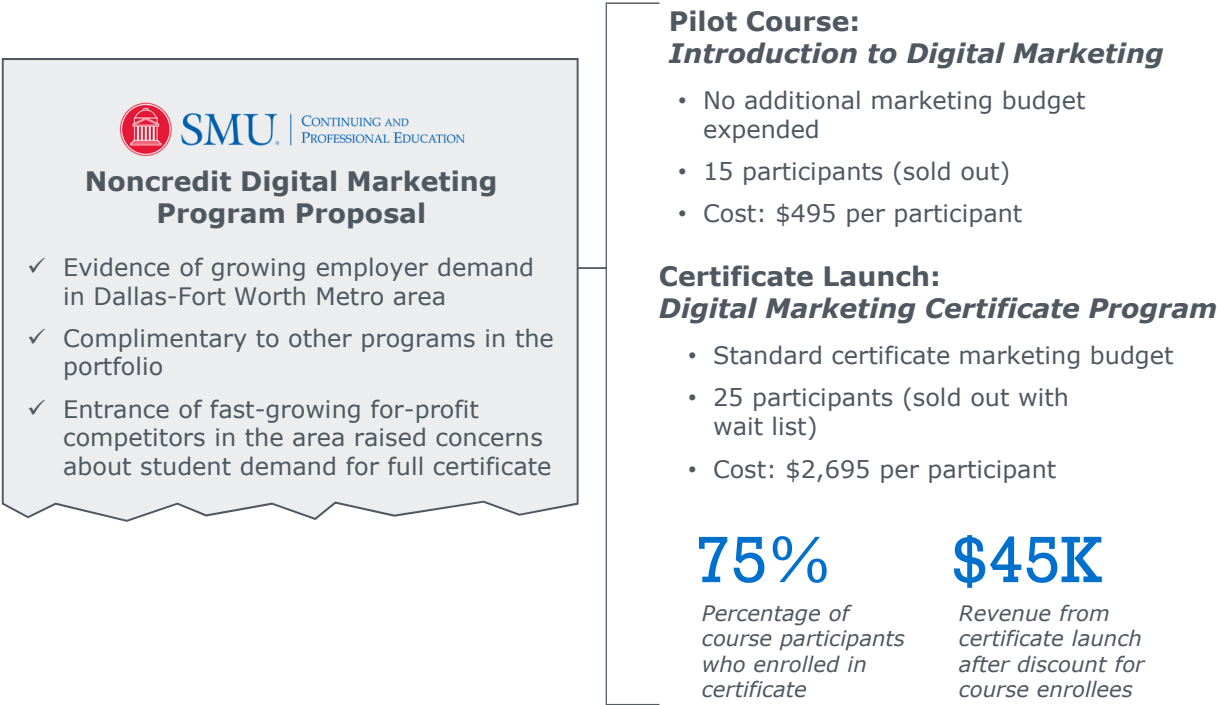 SMU. | CONTINUING AND
PROFESSIONAL EDUCATION
Noncredit Digital Marketing
Program Proposal
✓ Evidence of growing employer demand
in Dallas-Fort Worth Metro area
✓ Complimentary to other programs in the
portfolio
✓ Entrance of fast-growing for-profit
competitors in the area raised concerns
about student demand for full certificate
Pilot Course:
Introduction to Digital Marketing
• No additional marketing budget
expended
• 15 participants (sold out)
• Cost: $495 per participant
Certificate Launch:
Digital Marketing Certificate Program
• Standard certificate marketing budget
• 25 participants (sold out with
wait list)
• Cost: $2,695 per participant
75%
Percentage of
course participants
who enrolled in
certificate
$45K
Revenue from
certificate launch
after discount for
course enrollees